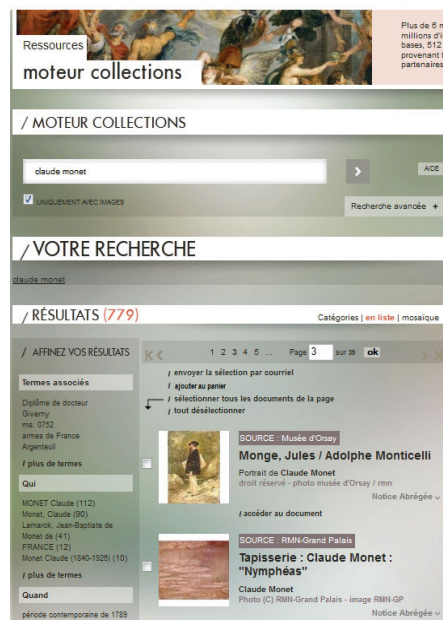 Ressources
moteur collections
Plus de 6 m
millions d'i
bases, 512
provenant
partenaires
/ MOTEUR COLLECTIONS
claude monet
AIDE
UNIQUEMENT AVEC IMAGES
Recherche avancée +
/ VOTRE RECHERCHE
claude monet
/ RÉSULTATS (779)
Catégories | en liste | mosaïque
/ AFFINEZ VOS RÉSULTATS
1 2 3 4 5 ... Page 3 sur 39 ok
/ envoyer la sélection par courriel
/ ajouter au panier
/ sélectionner tous les documents de la page
/ tout désélectionner
Termes associés
Diplôme de docteur
Giverny
ms. 0752
armes de France
Argenteuil
/ plus de termes
Qui
MONET Claude (112)
Monet, Claude (90)
Lamarck, Jean-Baptiste de
Monet de (41)
FRANCE (12)
Monet Claude (1840-1926) (10)
/ plus de termes
Quand
période contemporaine de 1789
SOURCE : Musée d'Orsay
Monge, Jules / Adolphe Monticelli
Portrait de Claude Monet
droit réservé - photo musée d'Orsay / rmn
Notice Abrégée
/ accéder au document
SOURCE : RMN-Grand Palais
Tapisserie : Claude Monet :
"Nymphéas"
Claude Monet
Photo (C) RMN-Grand Palais - image RMN-GP
Notice Abrégée